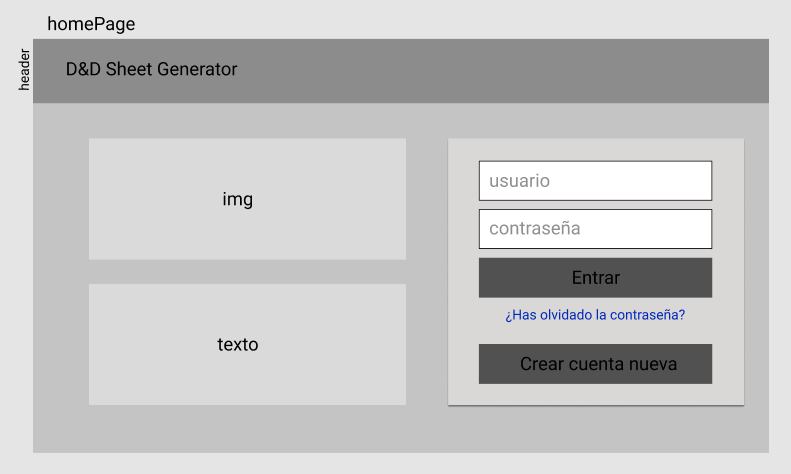 homePage
header
D&D Sheet Generator
img
texto
usuario
contraseña
Entrar
¿Has olvidado la contraseña?
Crear cuenta nueva